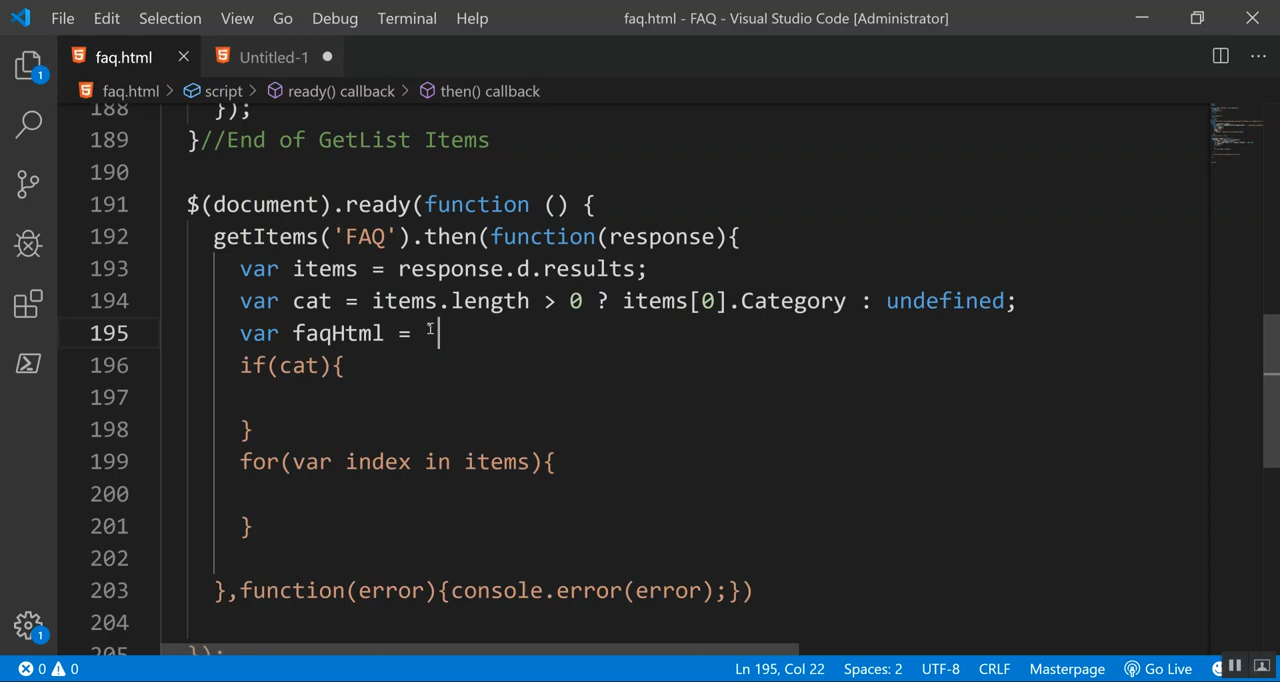 File Edit Selection View Go Debug Terminal Help faq.html - FAQ - Visual Studio Code [Administrator]
faq.html Untitled-1
faq.html > script > ready() callback > then() callback
188 });
189 }//End of GetList Items
190
191 $(document).ready(function () {
192 getItems('FAQ').then(function(response){
193 var items = response.d.results;
194 var cat = items.length > 0 ? items[0].Category : undefined;
195 var faqHtml = `
196 if(cat){
197
198 }
199 for(var index in items){
200
201 }
202
203 },function(error){console.error(error);})
204
205 });
1
1
0 0 Ln 195, Col 22 Spaces: 2 UTF-8 CRLF Masterpage Go Live